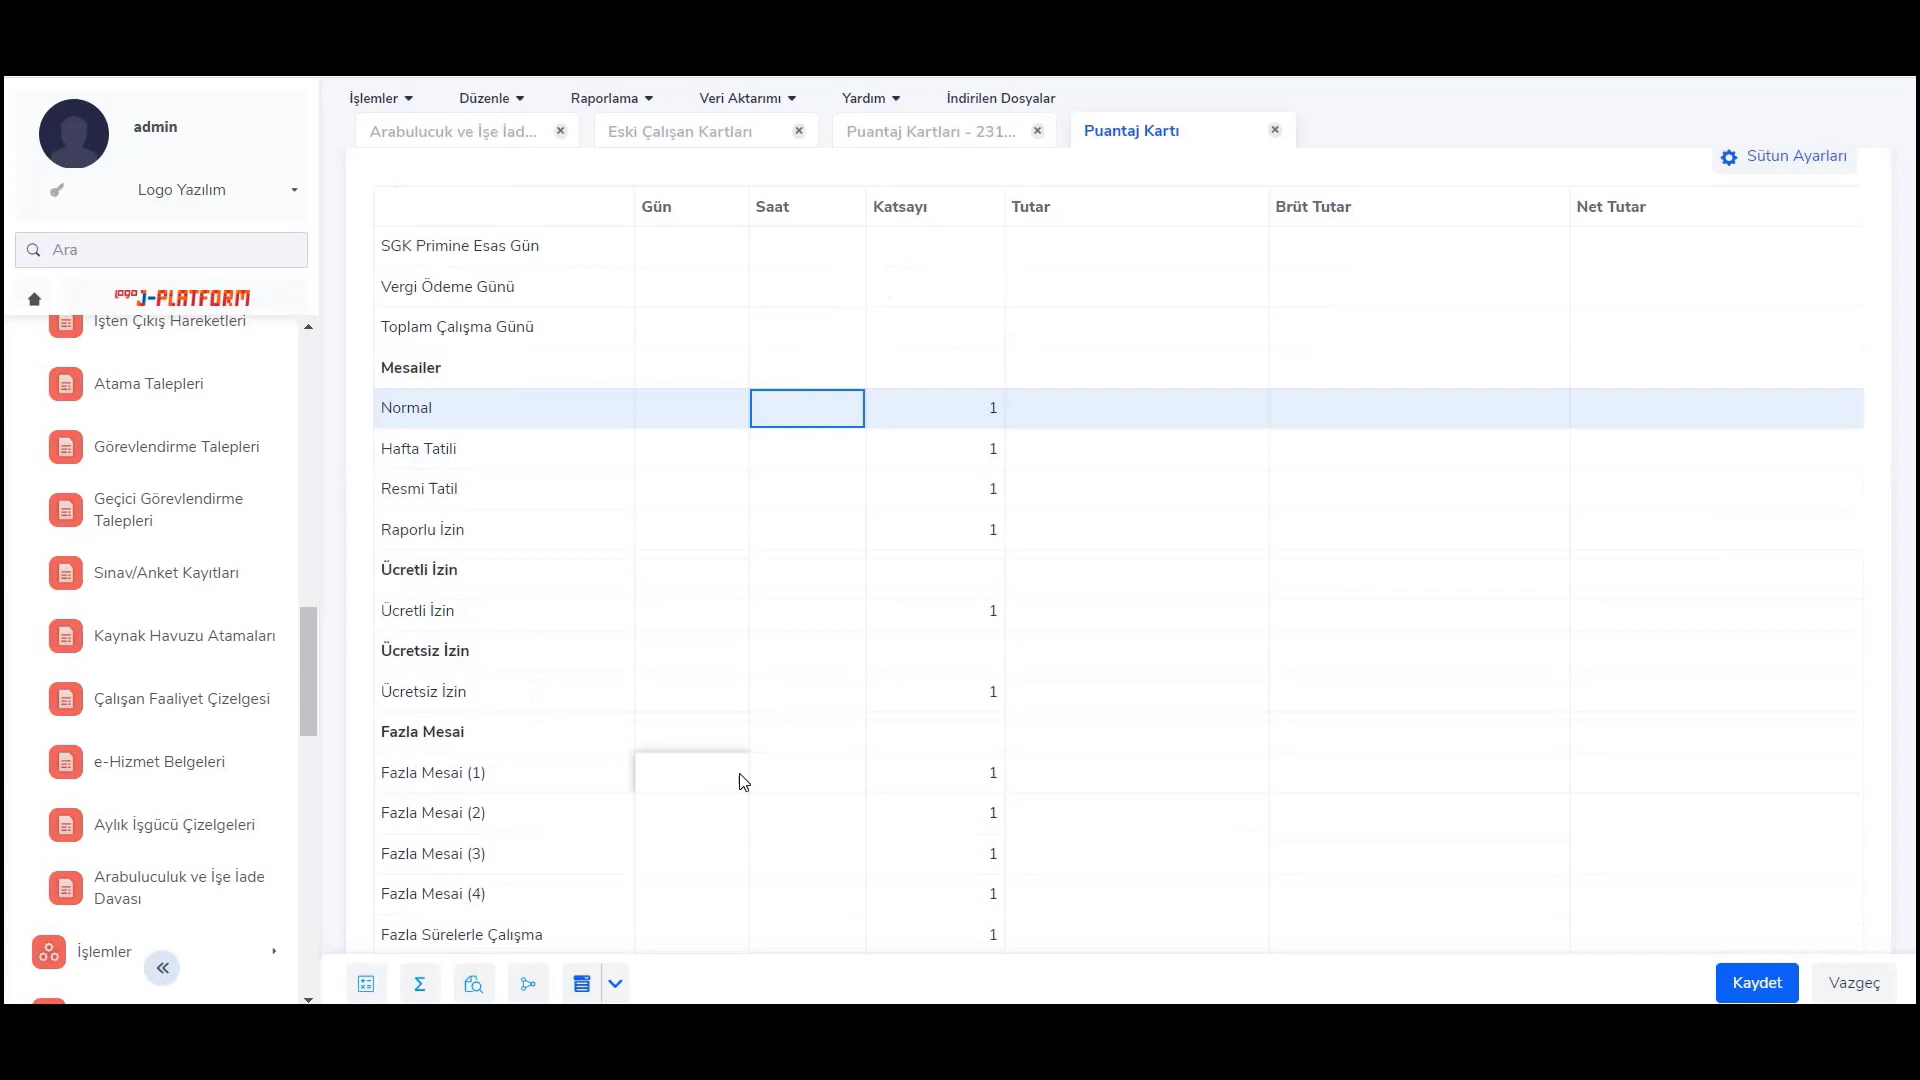 admin
Logo Yazılım
Ara
logo J-PLATFORM
İşten Çıkış Hareketleri
Atama Talepleri
Görevlendirme Talepleri
Geçici Görevlendirme
Talepleri
Sınav/Anket Kayıtları
Kaynak Havuzu Atamaları
Çalışan Faaliyet Çizelgesi
e-Hizmet Belgeleri
Aylık İşgücü Çizelgeleri
Arabuluculuk ve İşe İade
Davası
İşlemler
İşlemler Düzenle Raporlama Veri Aktarımı Yardım İndirilen Dosyalar
Arabulucuk ve İşe İad... Eski Çalışan Kartları Puantaj Kartları - 231... Puantaj Kartı
Sütun Ayarları
Gün Saat Katsayı Tutar Brüt Tutar Net Tutar
SGK Primine Esas Gün
Vergi Ödeme Günü
Toplam Çalışma Günü
Mesailer
Normal 1
Hafta Tatili 1
Resmi Tatil 1
Raporlu İzin 1
Ücretli İzin
Ücretli İzin 1
Ücretsiz İzin
Ücretsiz İzin 1
Fazla Mesai
Fazla Mesai (1) 1
Fazla Mesai (2) 1
Fazla Mesai (3) 1
Fazla Mesai (4) 1
Fazla Sürelerle Çalışma 1
Kaydet Vazgeç